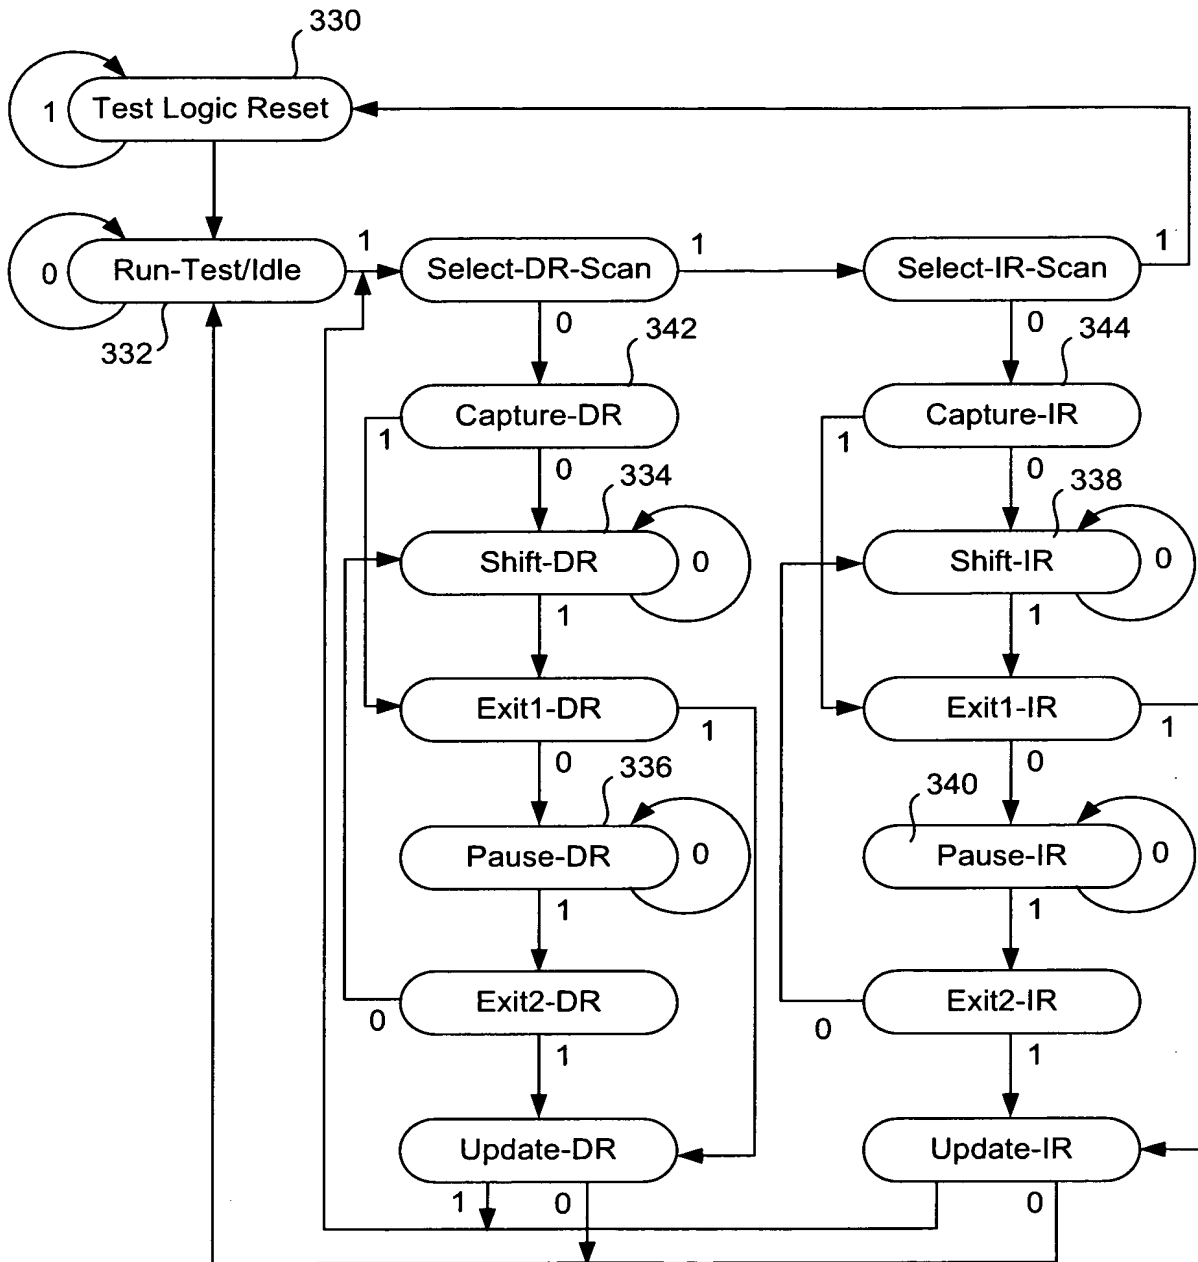 330
1
Test Logic Reset
0
Run-Test/Idle
1
Select-DR-Scan
1
Select-IR-Scan
1
332
0
342
0
344
Capture-DR
Capture-IR
1
0
1
0
334
338
Shift-DR
0
Shift-IR
0
1
1
Exit1-DR
Exit1-IR
1
1
0
336
0
340
Pause-DR
0
Pause-IR
0
1
1
Exit2-DR
Exit2-IR
0
1
0
1
Update-DR
Update-IR
1
0
0